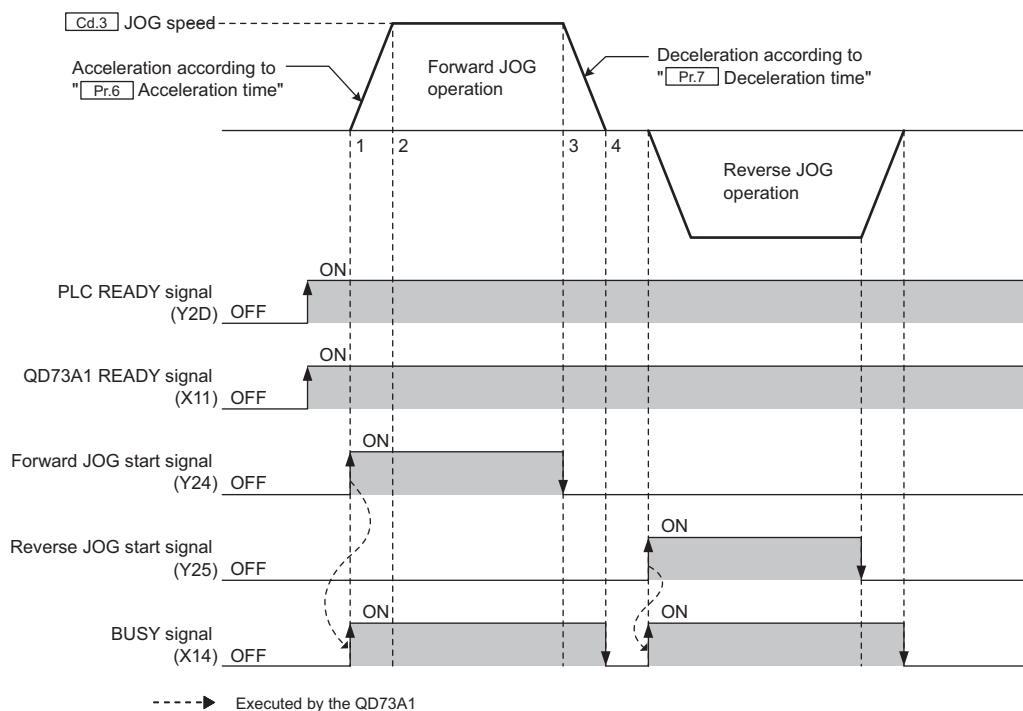 Cd.3 JOG speed
Acceleration according to
"Pr.6 Acceleration time"
Forward JOG
operation
Deceleration according to
"Pr.7 Deceleration time"
1 2 3 4
Reverse JOG
operation
ON
PLC READY signal
(Y2D) OFF
ON
QD73A1 READY signal
(X11) OFF
ON
Forward JOG start signal
(Y24) OFF
ON
Reverse JOG start signal
(Y25) OFF
ON ON
BUSY signal
(X14) OFF
Executed by the QD73A1